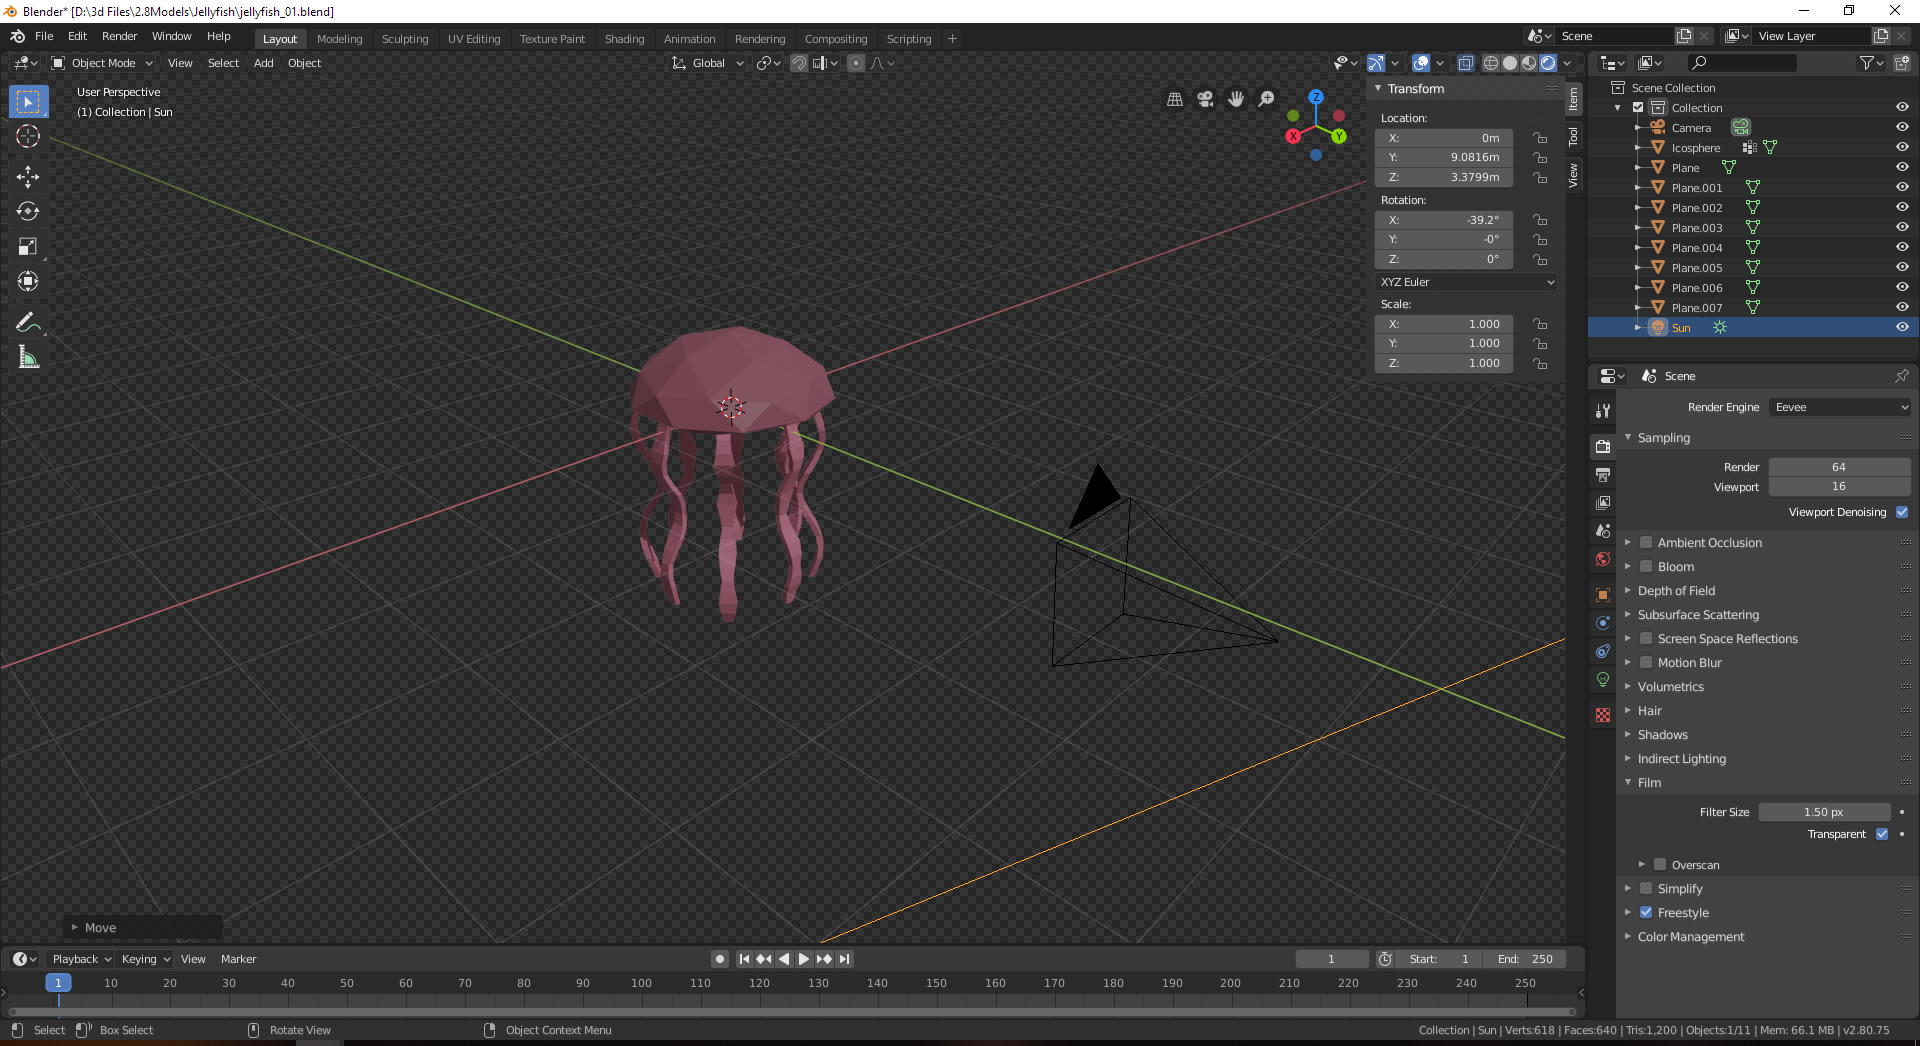 Blender* [D:\3d Files\2.8Models\Jellyfish\jellyfish_01.blend]
File Edit Render Window Help Layout Modeling Sculpting UV Editing Texture Paint Shading Animation Rendering Compositing Scripting + Scene View Layer
Object Mode View Select Add Object Global
User Perspective
(1) Collection | Sun
Z
X
Y
Transform
Location:
X: 0m
Y: 9.0816m
Z: 3.3799m
Rotation:
X: -39.2°
Y: -0°
Z: 0°
XYZ Euler
Scale:
X: 1.000
Y: 1.000
Z: 1.000
Item
Tool
View
Scene Collection
Collection
Camera
Icosphere
Plane
Plane.001
Plane.002
Plane.003
Plane.004
Plane.005
Plane.006
Plane.007
Sun
Scene
Render Engine Eevee
Sampling
Render 64
Viewport 16
Viewport Denoising
Ambient Occlusion
Bloom
Depth of Field
Subsurface Scattering
Screen Space Reflections
Motion Blur
Volumetrics
Hair
Shadows
Indirect Lighting
Film
Filter Size 1.50 px
Transparent
Overscan
Simplify
Freestyle
Color Management
Move
Playback Keying View Marker 1 Start: 1 End: 250
1 10 20 30 40 50 60 70 80 90 100 110 120 130 140 150 160 170 180 190 200 210 220 230 240 250
Select Box Select Rotate View Object Context Menu Collection | Sun | Verts:618 | Faces:640 | Tris:1,200 | Objects:1/11 | Mem: 66.1 MB | v2.80.75